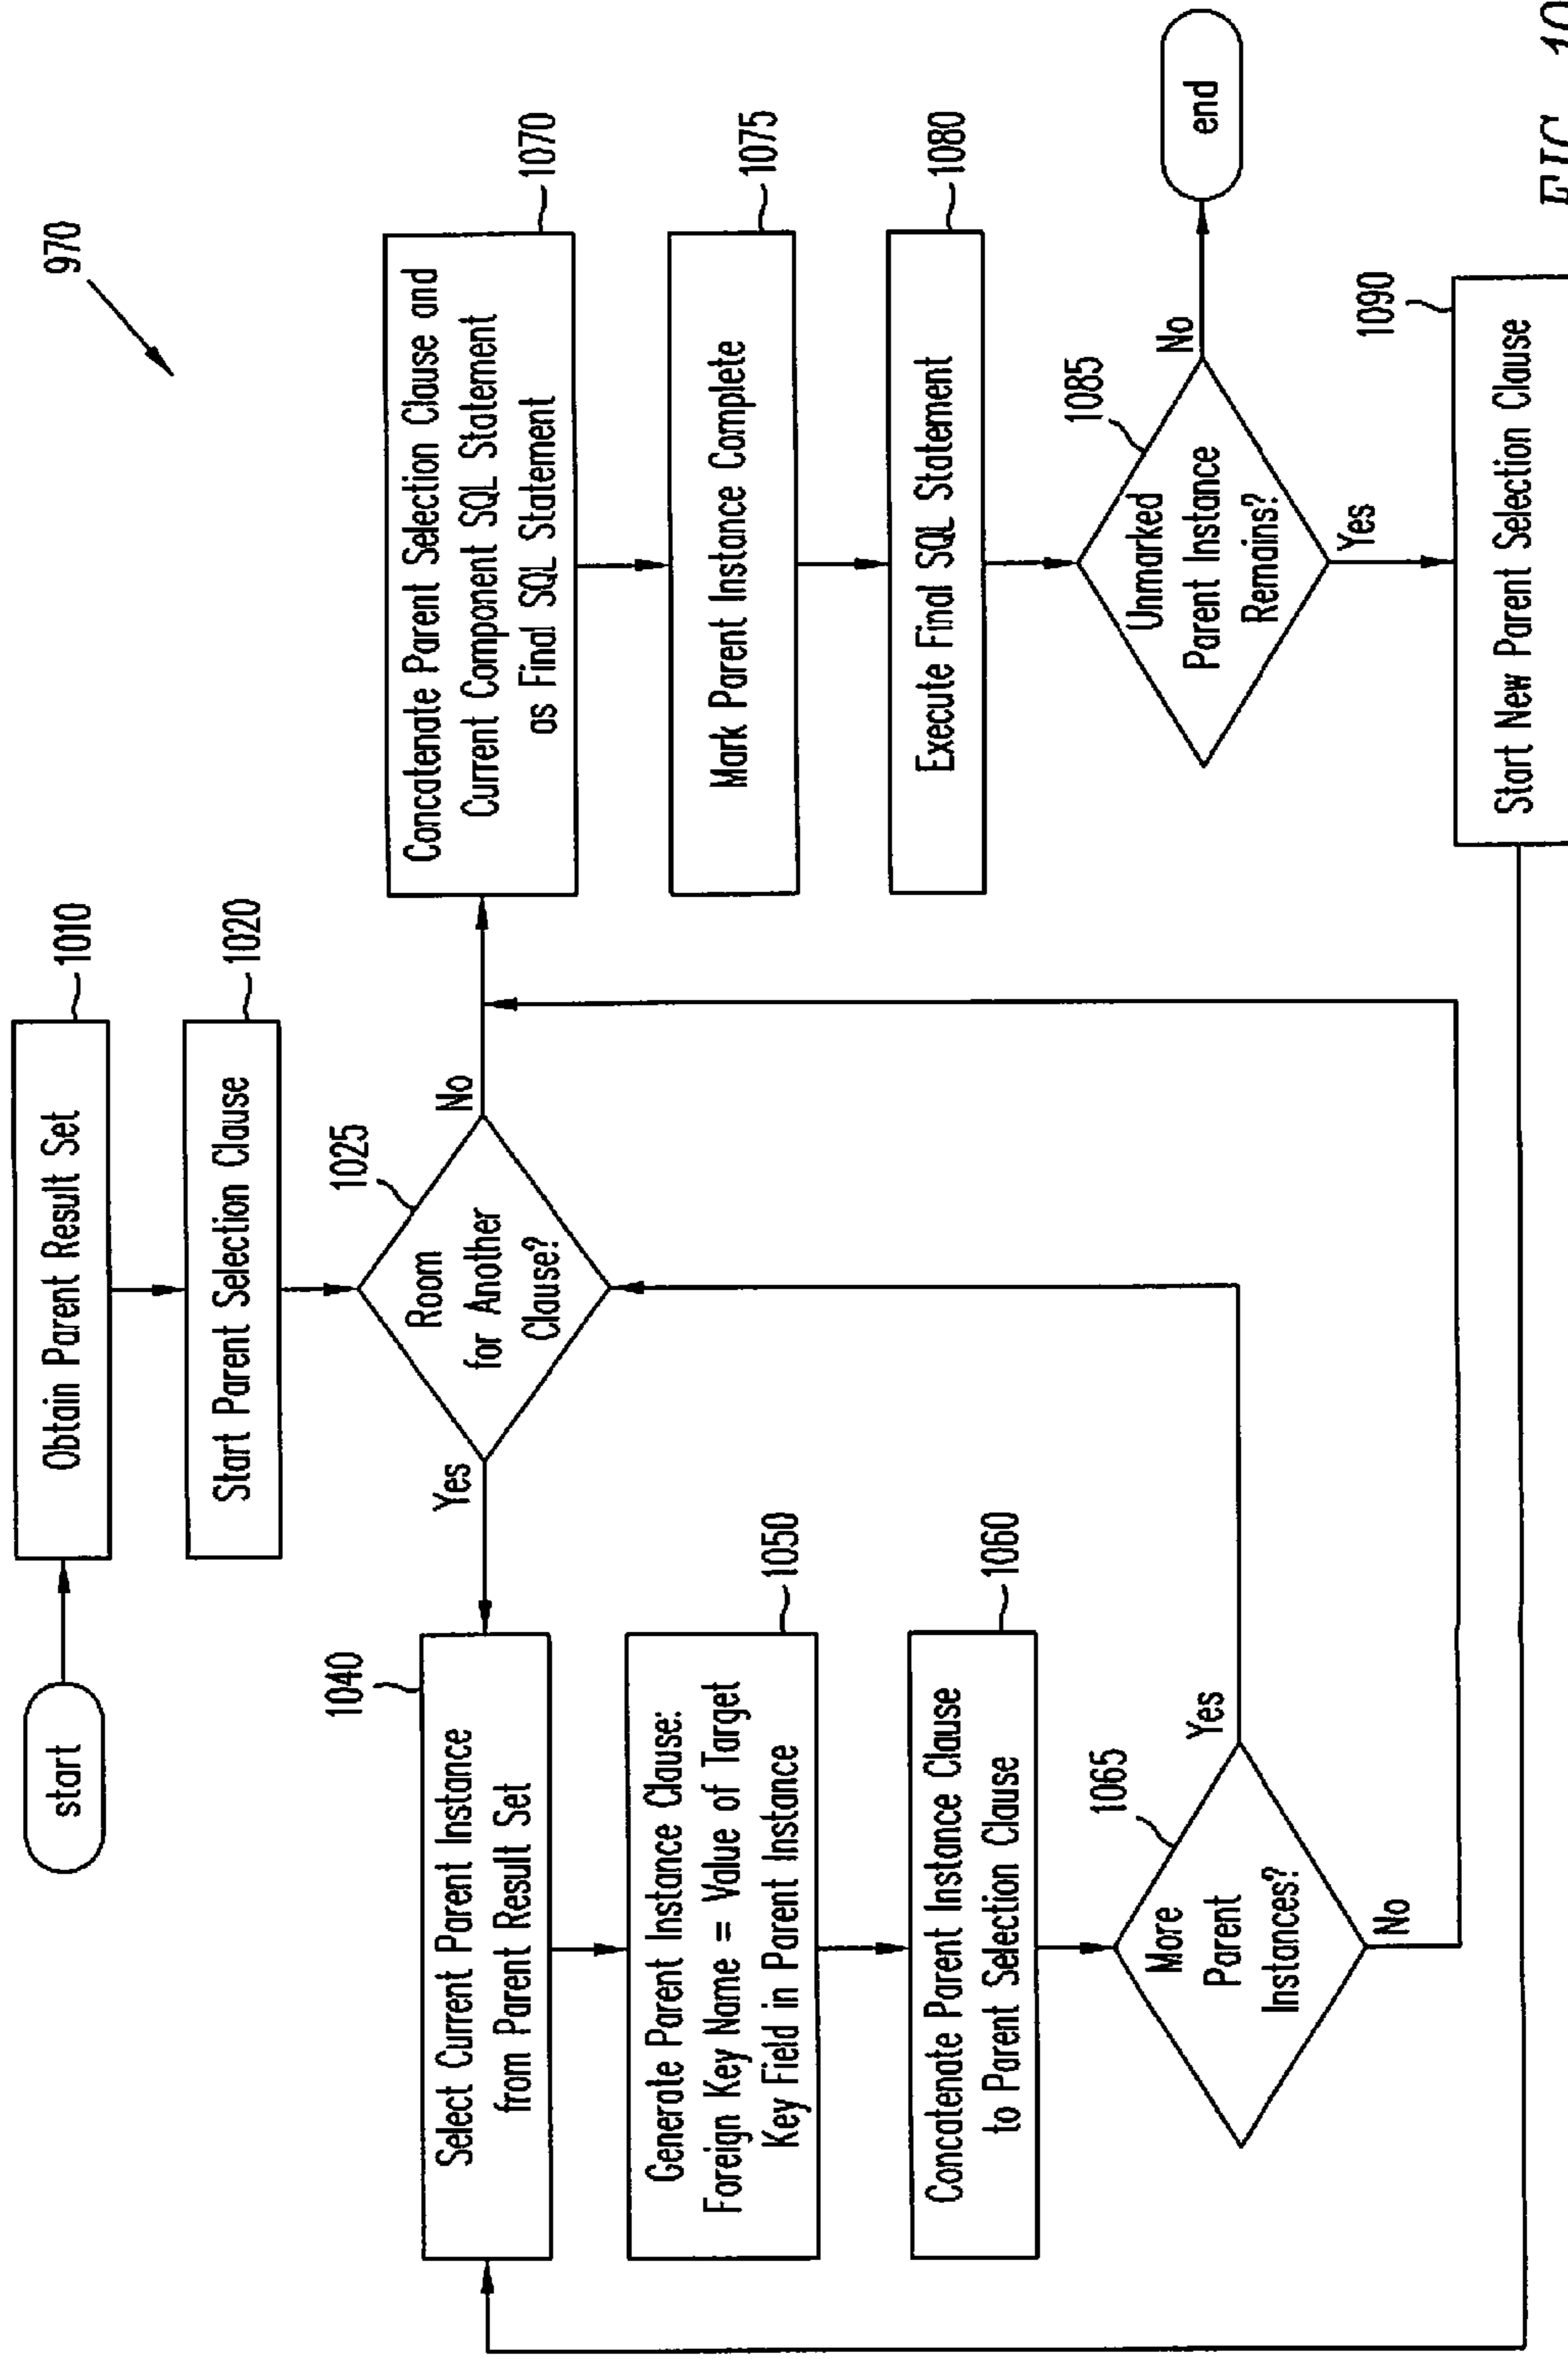 970
start
Obtain Parent Result Set
1010
Start Parent Selection Clause
1020
Room
for Another
Clause?
1025
Yes
No
1040
Select Current Parent Instance
from Parent Result Set
Generate Parent Instance Clause:
Foreign Key Name = Value of Target
Key Field in Parent Instance
1050
Concatenate Parent Instance Clause
to Parent Selection Clause
1060
More
Parent
Instances?
1065
Yes
No
Concatenate Parent Selection Clause and
Current Component SQL Statement
as Final SQL Statement
1070
Mark Parent Instance Complete
1075
Execute Final SQL Statement
1080
Unmarked
Parent Instance
Remains?
1085
No
end
Yes
Start New Parent Selection Clause
1090
FIG. 10